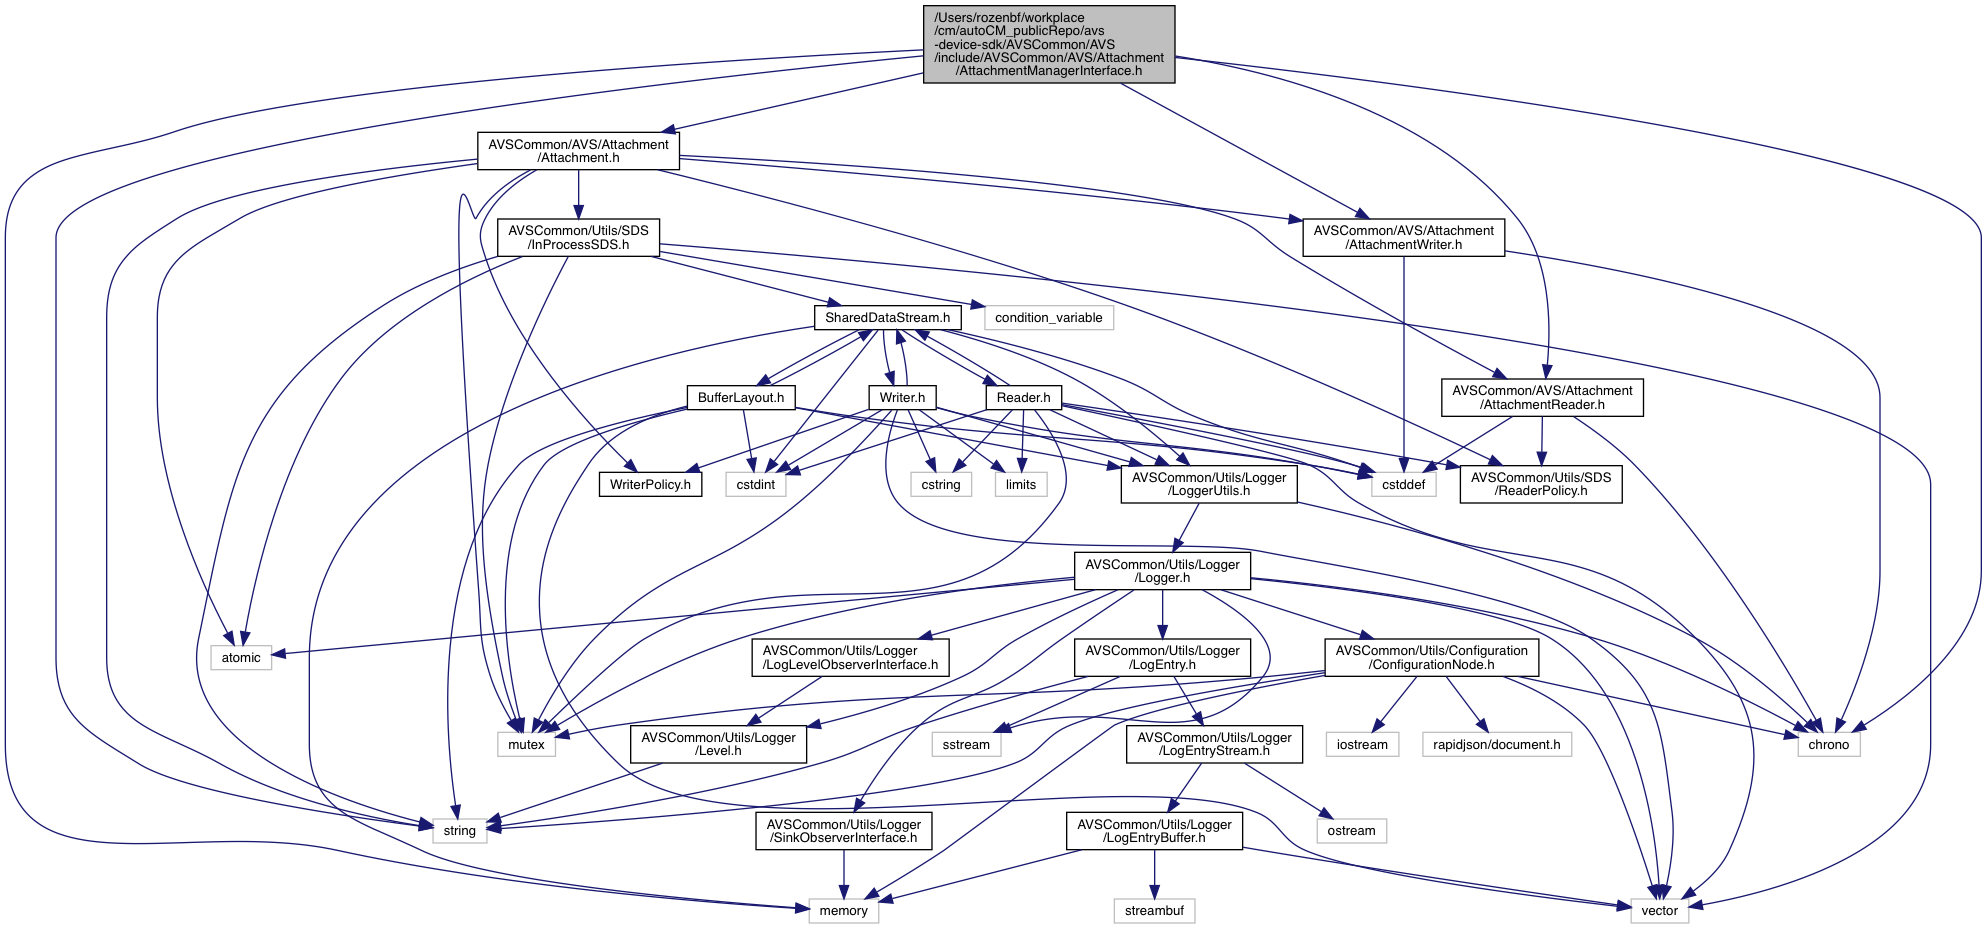 /Users/rozenbf/workplace
/cm/autoCM_publicRepo/avs
-device-sdk/AVSCommon/AVS
/include/AVSCommon/AVS/Attachment
/AttachmentManagerInterface.h
AVSCommon/AVS/Attachment
/Attachment.h
AVSCommon/Utils/SDS
/InProcessSDS.h
AVSCommon/AVS/Attachment
/AttachmentWriter.h
SharedDataStream.h
condition_variable
BufferLayout.h
Writer.h
Reader.h
AVSCommon/AVS/Attachment
/AttachmentReader.h
WriterPolicy.h
cstdint
cstring
limits
AVSCommon/Utils/Logger
/LoggerUtils.h
cstddef
AVSCommon/Utils/SDS
/ReaderPolicy.h
AVSCommon/Utils/Logger
/Logger.h
atomic
AVSCommon/Utils/Logger
/LogLevelObserverInterface.h
AVSCommon/Utils/Logger
/LogEntry.h
AVSCommon/Utils/Configuration
/ConfigurationNode.h
mutex
AVSCommon/Utils/Logger
/Level.h
sstream
AVSCommon/Utils/Logger
/LogEntryStream.h
iostream
rapidjson/document.h
chrono
string
AVSCommon/Utils/Logger
/SinkObserverInterface.h
AVSCommon/Utils/Logger
/LogEntryBuffer.h
ostream
memory
streambuf
vector